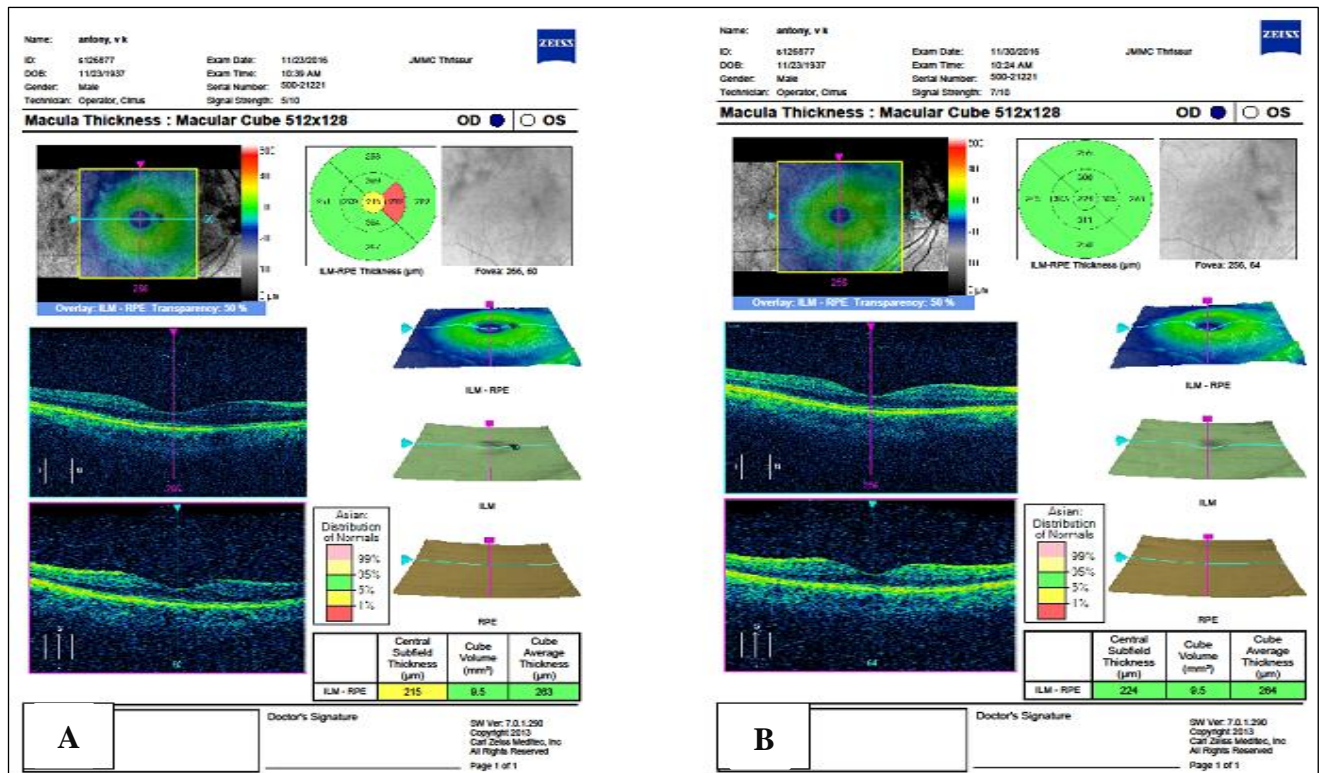 Name: antony, v k
ZEISS
ID: s126877 Exam Date: 11/23/2016 JMMC Thrissur
DOB: 11/23/1937 Exam Time: 10:39 AM
Gender: Male Serial Number: 500-21221
Technician: Operator, Cirrus Signal Strength: 5/10
Macula Thickness : Macular Cube 512x128 OD OS
ILM-RPE Thickness (µm)
Fovea: 256, 60
Overlay: ILM - RPE Transparency: 50 %
ILM - RPE
ILM
RPE
Asian:
Distribution
of Normals
99%
95%
5%
1%
Central Subfield Thickness (µm) Cube Volume (mm³) Cube Average Thickness (µm)
ILM - RPE 215 9.5 263
Doctor's Signature
SW Ver: 7.0.1.290
Copyright 2013
Carl Zeiss Meditec, Inc
All Rights Reserved
Page 1 of 1
A
Name: antony, v k
ZEISS
ID: s126877 Exam Date: 11/30/2016 JMMC Thrissur
DOB: 11/23/1937 Exam Time: 10:24 AM
Gender: Male Serial Number: 500-21221
Technician: Operator, Cirrus Signal Strength: 7/10
Macula Thickness : Macular Cube 512x128 OD OS
ILM-RPE Thickness (µm)
Fovea: 256, 64
Overlay: ILM - RPE Transparency: 50 %
ILM - RPE
ILM
RPE
Asian:
Distribution
of Normals
99%
95%
5%
1%
Central Subfield Thickness (µm) Cube Volume (mm³) Cube Average Thickness (µm)
ILM - RPE 224 9.5 264
Doctor's Signature
SW Ver: 7.0.1.290
Copyright 2013
Carl Zeiss Meditec, Inc
All Rights Reserved
Page 1 of 1
B